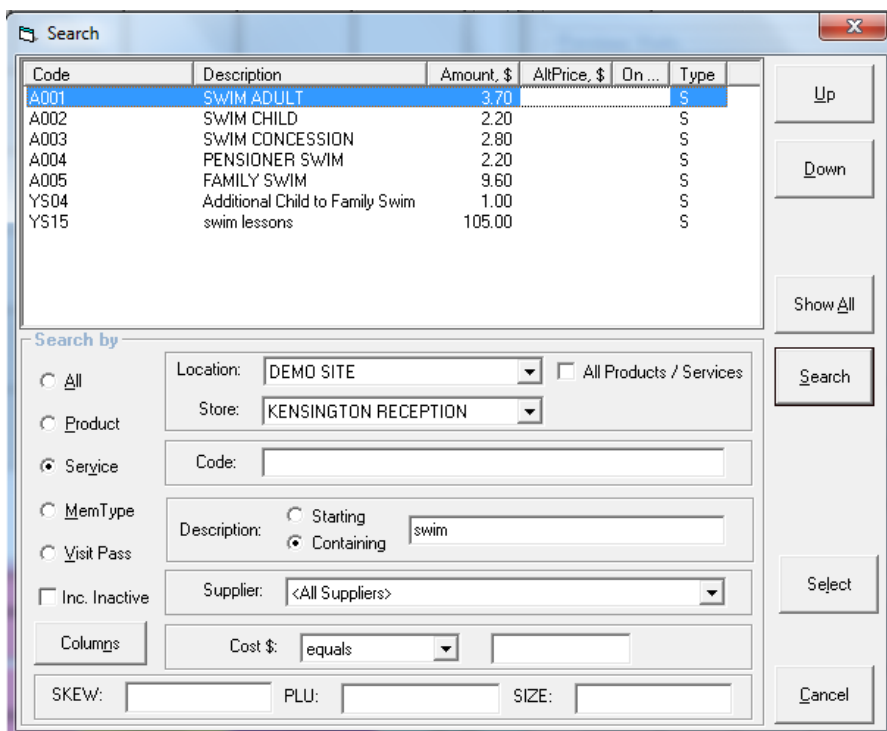 Search
Code Description Amount, $ AltPrice, $ On ... Type
A001 SWIM ADULT 3.70 S
A002 SWIM CHILD 2.20 S
A003 SWIM CONCESSION 2.80 S
A004 PENSIONER SWIM 2.20 S
A005 FAMILY SWIM 9.60 S
YS04 Additional Child to Family Swim 1.00 S
YS15 swim lessons 105.00 S
Up
Down
Show All
Search
Select
Cancel
Search by
All
Product
Service
MemType
Visit Pass
Inc. Inactive
Columns
Location: DEMO SITE All Products / Services
Store: KENSINGTON RECEPTION
Code:
Description: Starting
Containing swim
Supplier: <All Suppliers>
Cost $: equals
SKEW: PLU: SIZE: